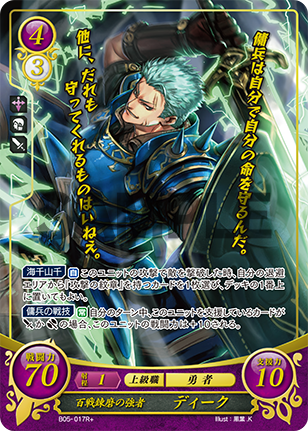 4
3
傭兵は自分で自分の命を守るんだ。
他に、だれも
守ってくれるものはいねえ。
海千山千 自 このユニットの攻撃で敵を撃破した時、自分の退避
エリアから「攻撃の紋章」を持つカードを1枚選び、デッキの1番上
に置いてもよい。
傭兵の戦技 常 自分のターン中、このユニットを支援しているカードが
か の場合、このユニットの戦闘力は+10される。
戦闘力
70
射程 1 上級職 勇者
支援力
10
百戦錬磨の強者 ディーク
B05-017R+ Illust:黒葉.K